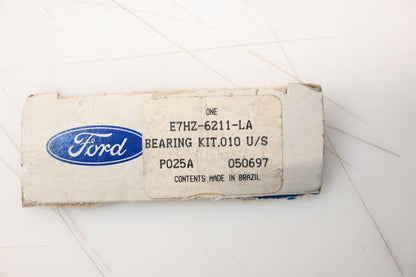 ONE
E7HZ-6211-LA
Ford
BEARING KIT.010 U/S
P025A 050697
CONTENTS MADE IN BRAZIL